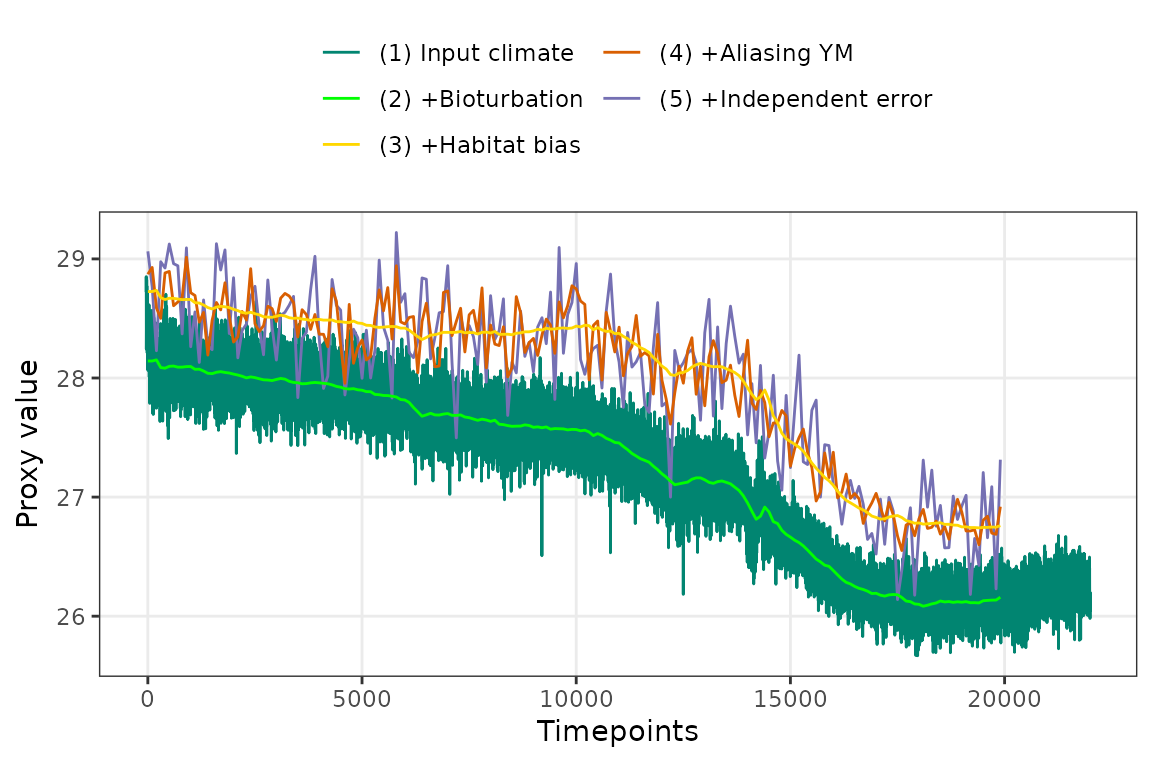 (1) Input climate
(4) +Aliasing YM
(2) +Bioturbation
(5) +Independent error
(3) +Habitat bias
Proxy value
29
28
27
26
0
5000
10000
15000
20000
Timepoints